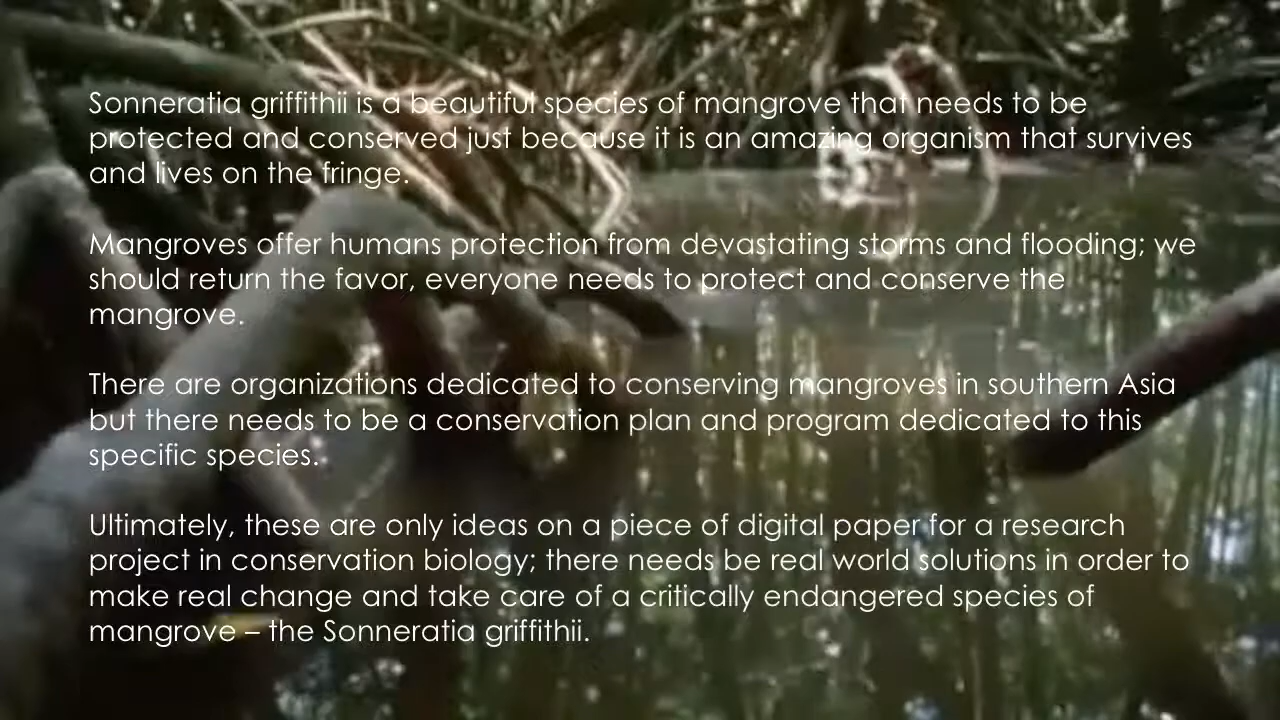 Sonneratia griffithii is a beautiful species of mangrove that needs to be
protected and conserved just because it is an amazing organism that survives
and lives on the fringe.
Mangroves offer humans protection from devastating storms and flooding; we
should return the favor, everyone needs to protect and conserve the
mangrove.
There are organizations dedicated to conserving mangroves in southern Asia
but there needs to be a conservation plan and program dedicated to this
specific species.
Ultimately, these are only ideas on a piece of digital paper for a research
project in conservation biology; there needs be real world solutions in order to
make real change and take care of a critically endangered species of
mangrove – the Sonneratia griffithii.